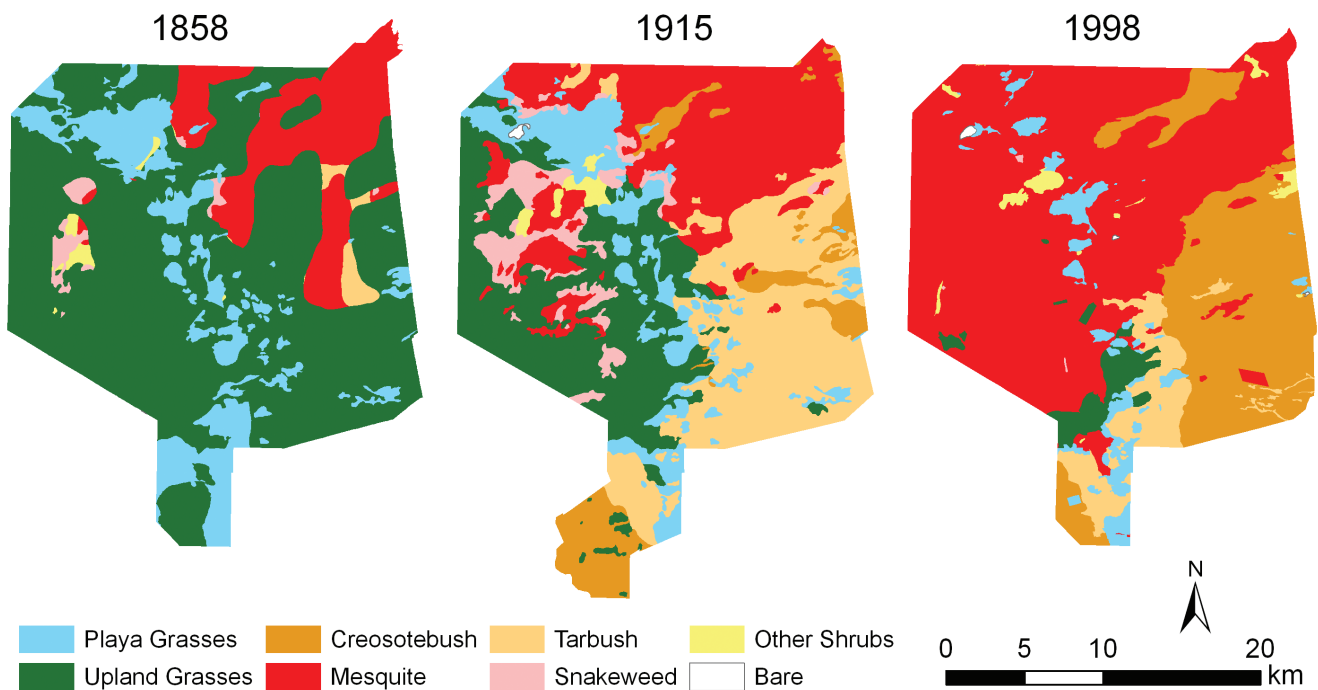 1858 1915 1998
N
Playa Grasses Creosotebush Tarbush Other Shrubs
Upland Grasses Mesquite Snakeweed Bare
0 5 10 20
km